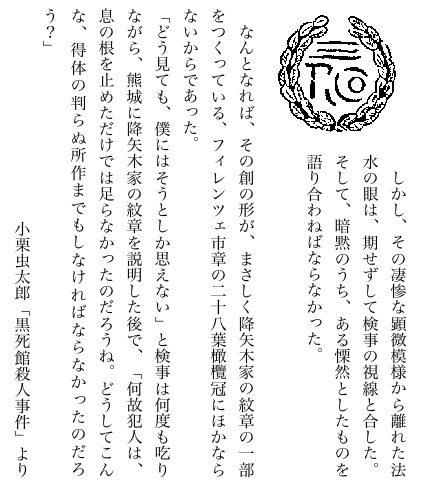 しかし、その凄惨な顕微模様から離れた法
水の眼は、期せずして検事の視線と合した。
そして、暗黙のうち、ある慄然としたものを
語り合わねばならなかった。
なんとなれば、その創の形が、まさしく降矢木家の紋章の一部
をつくっている、フィレンツェ市章の二十八葉橄欖冠にほかなら
ないからであった。
「どう見ても、僕にはそうとしか思えない」と検事は何度も吃り
ながら、熊城に降矢木家の紋章を説明した後で、「何故犯人は、
息の根を止めただけでは足らなかったのだろうね。どうしてこん
な、得体の判らぬ所作までもしなければならなかったのだろ
う？」
小栗虫太郎「黒死館殺人事件」より